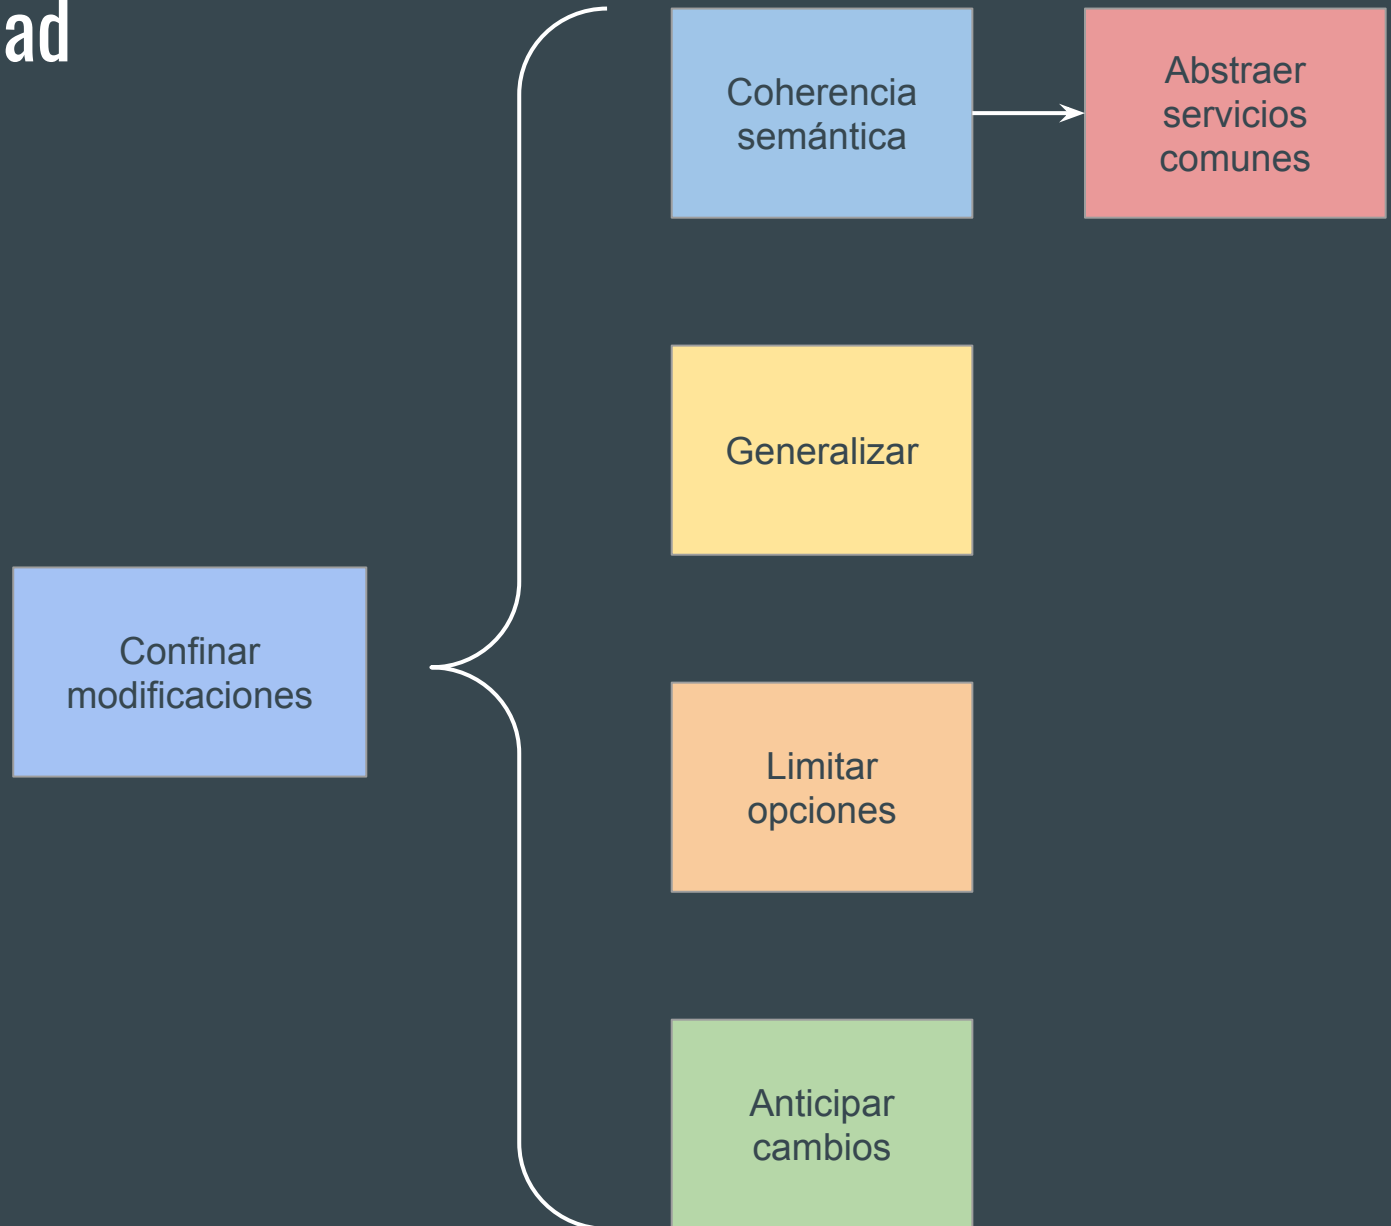 ad
Coherencia
semántica
Abstraer
servicios
comunes
Generalizar
Confinar
modificaciones
Limitar
opciones
Anticipar
cambios